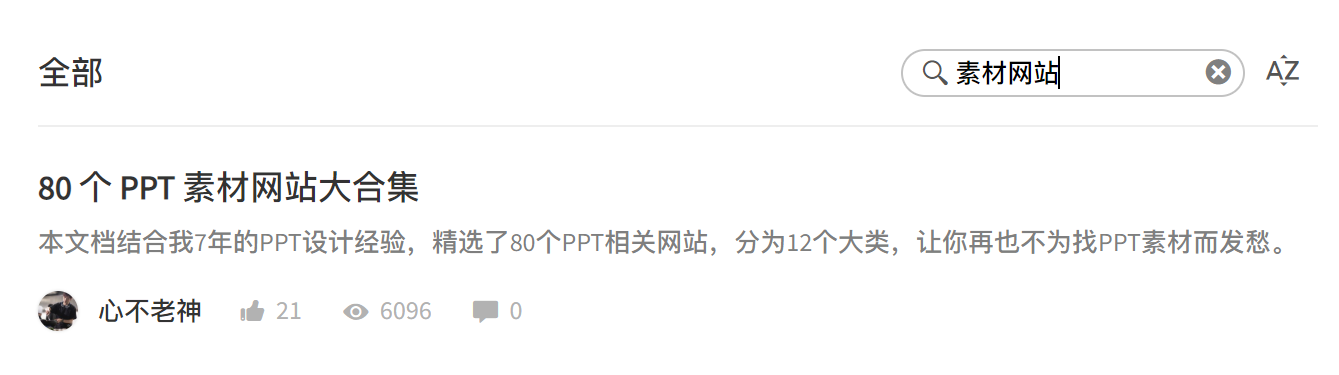 全部
素材网站
AZ
80 个 PPT 素材网站大合集
本文档结合我7年的PPT设计经验，精选了80个PPT相关网站，分为12个大类，让你再也不为找PPT素材而发愁。
心不老神 21 6096 0